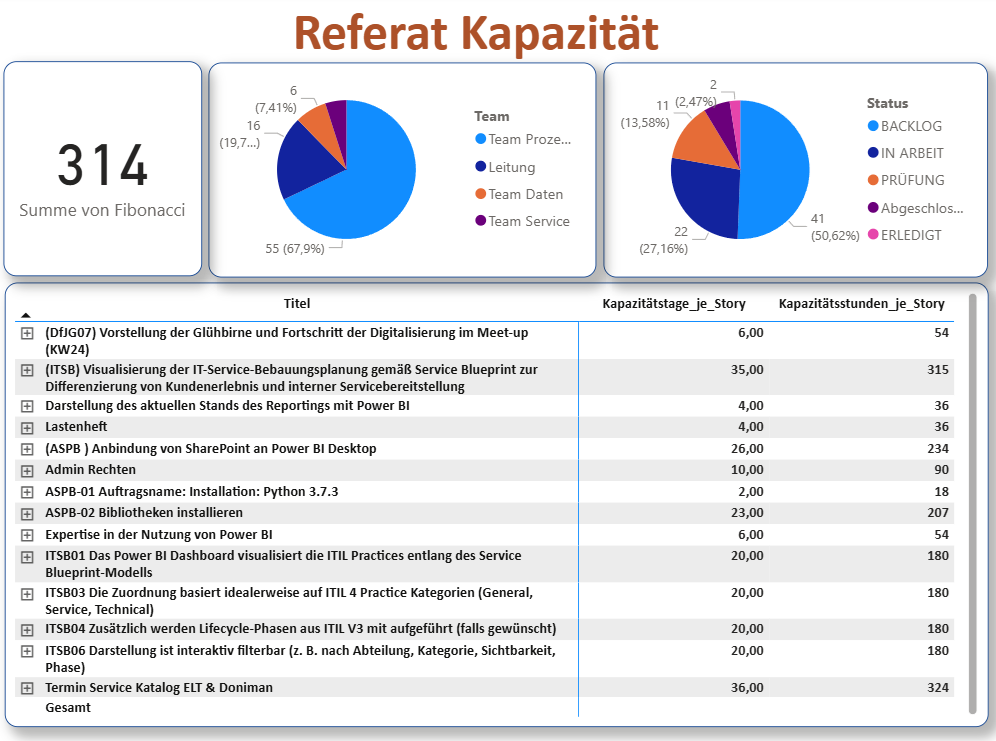 Referat Kapazität
314
Summe von Fibonacci
6
(7,41%)
16
(19,7...)
55 (67,9%)
Team
Team Proze...
Leitung
Team Daten
Team Service
2
(2,47%)
11
(13,58%)
22
(27,16%)
41
(50,62%)
Status
BACKLOG
IN ARBEIT
PRÜFUNG
Abgeschlos...
ERLEDIGT
Titel Kapazitätstage_je_Story Kapazitätsstunden_je_Story
(DfJG07) Vorstellung der Glühbirne und Fortschritt der Digitalisierung im Meet-up 6,00 54
(KW24)
(ITSB) Visualisierung der IT-Service-Bebauungsplanung gemäß Service Blueprint zur 35,00 315
Differenzierung von Kundenerlebnis und interner Servicebereitstellung
Darstellung des aktuellen Stands des Reportings mit Power BI 4,00 36
Lastenheft 4,00 36
(ASPB ) Anbindung von SharePoint an Power BI Desktop 26,00 234
Admin Rechten 10,00 90
ASPB-01 Auftragsname: Installation: Python 3.7.3 2,00 18
ASPB-02 Bibliotheken installieren 23,00 207
Expertise in der Nutzung von Power BI 6,00 54
ITSB01 Das Power BI Dashboard visualisiert die ITIL Practices entlang des Service 20,00 180
Blueprint-Modells
ITSB03 Die Zuordnung basiert idealerweise auf ITIL 4 Practice Kategorien (General, 20,00 180
Service, Technical)
ITSB04 Zusätzlich werden Lifecycle-Phasen aus ITIL V3 mit aufgeführt (falls gewünscht) 20,00 180
ITSB06 Darstellung ist interaktiv filterbar (z. B. nach Abteilung, Kategorie, Sichtbarkeit, 20,00 180
Phase)
Termin Service Katalog ELT & Doniman 36,00 324
Gesamt